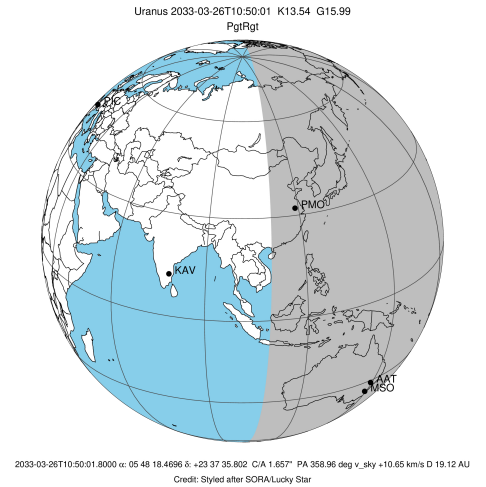 Uranus 2033-03-26T10:50:01 K13.54 G15.99
PgtRgt
PIC
PMO
KAV
AAT
MSO
2033-03-26T10:50:01.8000 α: 05 48 18.4696 δ: +23 37 35.802 C/A 1.657" PA 358.96 deg v_sky +10.65 km/s D 19.12 AU
Credit: Styled after SORA/Lucky Star